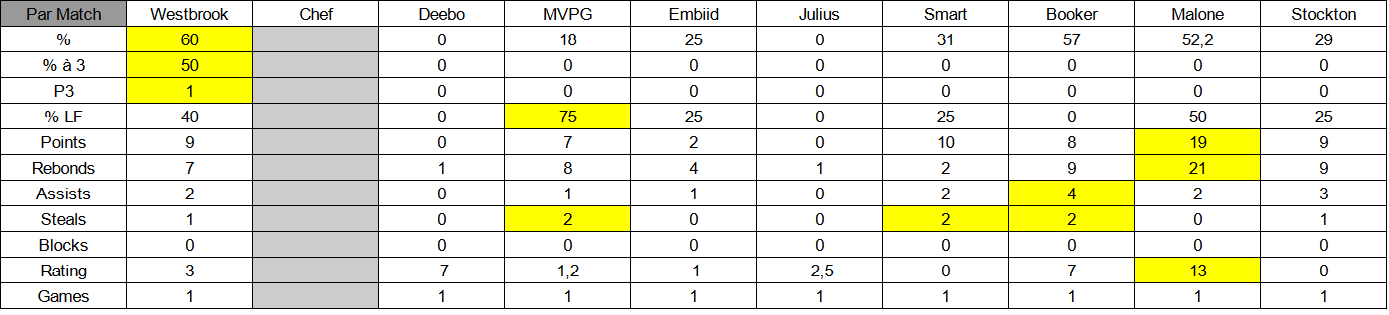 Par Match Westbrook Chef Deebo MVPG Embiid Julius Smart Booker Malone Stockton
% 60 0 18 25 0 31 57 52,2 29
% à 3 50 0 0 0 0 0 0 0 0
P3 1 0 0 0 0 0 0 0 0
% LF 40 0 75 25 0 25 0 50 25
Points 9 0 7 2 0 10 8 19 9
Rebonds 7 1 8 4 1 2 9 21 9
Assists 2 0 1 1 0 2 4 2 3
Steals 1 0 2 0 0 2 2 0 1
Blocks 0 0 0 0 0 0 0 0 0
Rating 3 7 1,2 1 2,5 0 7 13 0
Games 1 1 1 1 1 1 1 1 1